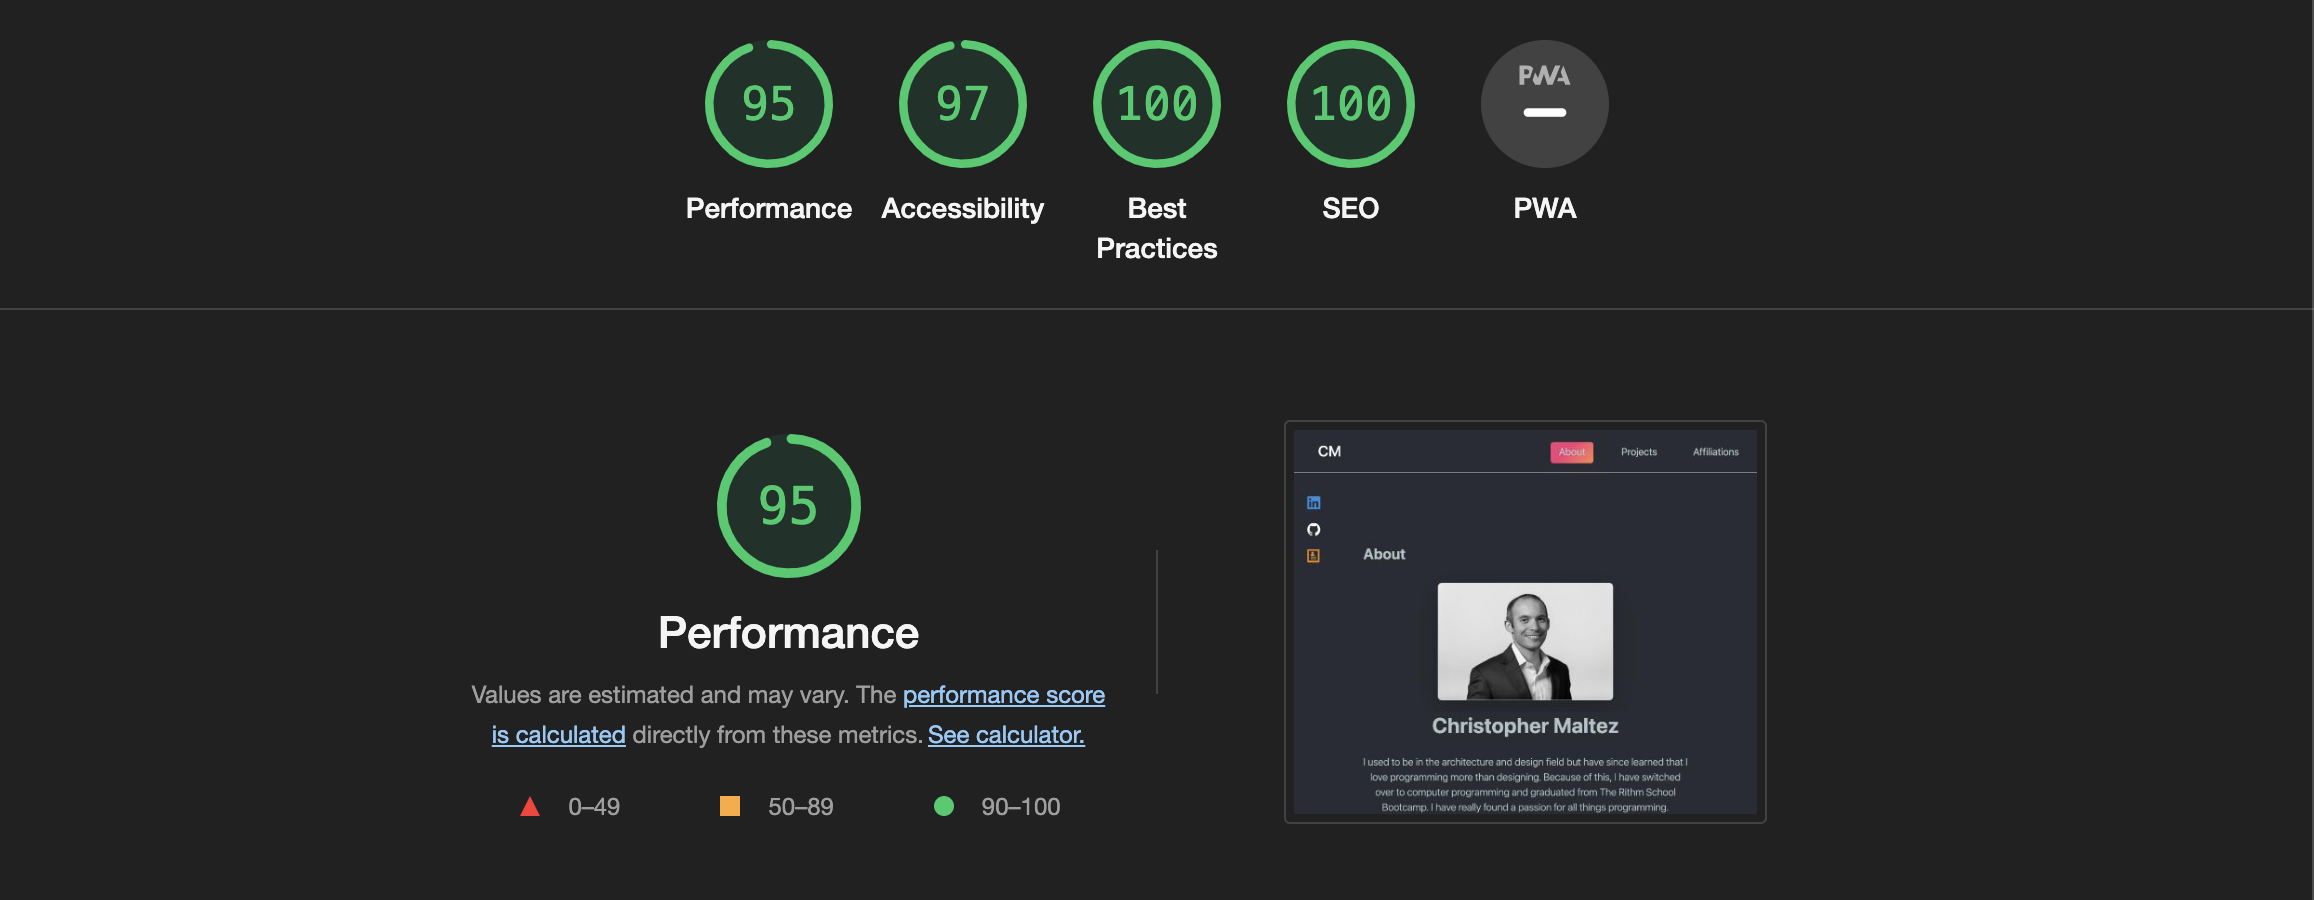 95
97
100
100
PWA
Performance
Accessibility
Best
Practices
SEO
PWA
95
Performance
Values are estimated and may vary. The performance score
is calculated directly from these metrics. See calculator.
0–49
50–89
90–100
CM
About
Projects
Affiliations
in
About
Christopher Maltez
I used to be in the architecture and design field but have since learned that I
love programming more than designing. Because of this, I have switched
over to computer programming and graduated from The Rithm School
Bootcamp. I have really found a passion for all things programming.